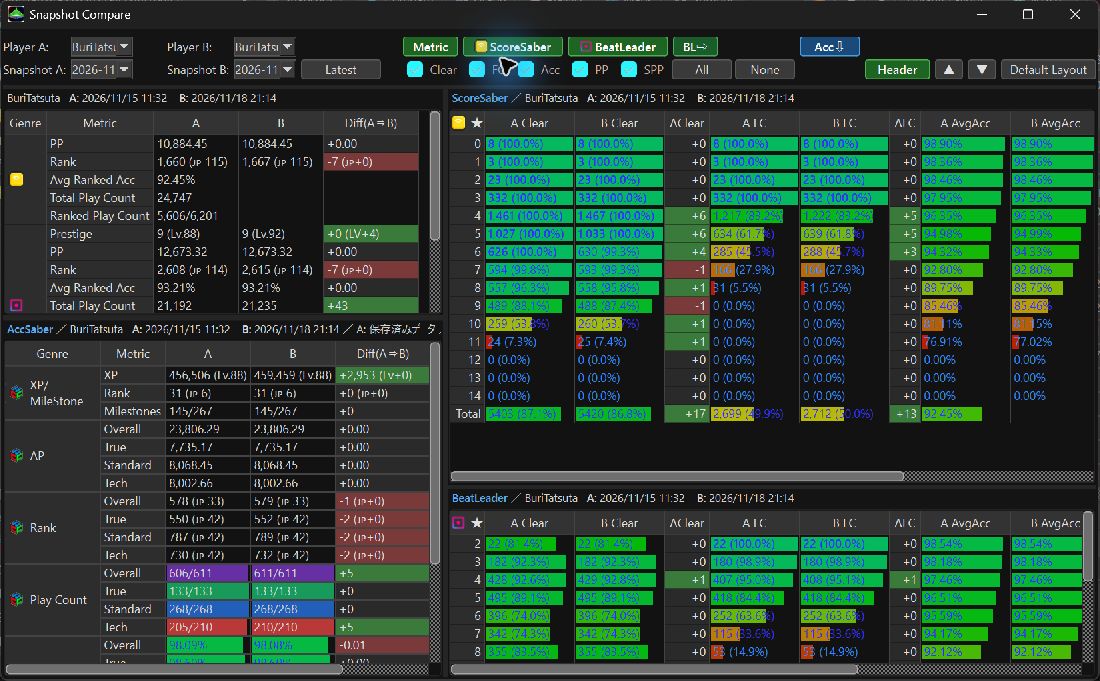 Snapshot Compare
Player A: BuriTatsu Player B: BuriTatsu Metric ScoreSaber BeatLeader BL⇨ Acc⇩
Snapshot A: 2026-11 Snapshot B: 2026-11 Latest Clear Acc PP SPP All None Header ▲ ▼ Default Layout
BuriTatsuta A: 2026/11/15 11:32 B: 2026/11/18 21:14
Genre Metric A B Diff(A⇒B)
PP 10,884.45 10,884.45 +0.00
Rank 1,660 (JP 115) 1,667 (JP 115) -7 (JP+0)
Avg Ranked Acc 92.45%
Total Play Count 24,747
Ranked Play Count 5,606/6,201
Prestige 9 (Lv.88) 9 (Lv.92) +0 (LV+4)
PP 12,673.32 12,673.32 +0.00
Rank 2,608 (JP 114) 2,615 (JP 114) -7 (JP+0)
Avg Ranked Acc 93.21% 93.21% +0.00
Total Play Count 21,192 21,235 +43
AccSaber / BuriTatsuta A: 2026/11/15 11:32 B: 2026/11/18 21:14 / A: 保存済みデータ
Genre Metric A B Diff(A⇒B)
XP/ MileStone
XP 456,506 (Lv.88) 459,459 (Lv.88) +2,953 (Lv+0)
Rank 31 (JP 6) 31 (JP 6) +0 (JP+0)
Milestones 145/267 145/267 +0
AP
Overall 23,806.29 23,806.29 +0.00
True 7,735.17 7,735.17 +0.00
Standard 8,068.45 8,068.45 +0.00
Tech 8,002.66 8,002.66 +0.00
Rank
Overall 578 (JP 33) 579 (JP 33) -1 (JP+0)
True 550 (JP 42) 552 (JP 42) -2 (JP+0)
Standard 787 (JP 42) 789 (JP 42) -2 (JP+0)
Tech 730 (JP 42) 732 (JP 42) -2 (JP+0)
Play Count
Overall 606/611 611/611 +5
True 133/133 133/133 +0
Standard 268/268 268/268 +0
Tech 205/210 210/210 +5
Overall 98.09% 98.08% -0.01
ScoreSaber / BuriTatsuta A: 2026/11/15 11:32 B: 2026/11/18 21:14
★ A Clear B Clear ΔClear A FC B FC ΔFC A AvgAcc B AvgAcc
0 8 (100.0%) 8 (100.0%) +0 8 (100.0%) 8 (100.0%) +0 98.90% 98.90%
1 3 (100.0%) 3 (100.0%) +0 3 (100.0%) 3 (100.0%) +0 98.36% 98.36%
2 23 (100.0%) 23 (100.0%) +0 23 (100.0%) 23 (100.0%) +0 98.46% 98.46%
3 332 (100.0%) 332 (100.0%) +0 332 (100.0%) 332 (100.0%) +0 97.95% 97.95%
4 1,461 (100.0%) 1,467 (100.0%) +6 1,217 (83.2%) 1,222 (83.2%) +5 96.35% 96.35%
5 1,027 (100.0%) 1,033 (100.0%) +6 634 (61.7%) 639 (61.8%) +5 94.98% 94.99%
6 626 (100.0%) 630 (99.3%) +4 285 (45.5%) 288 (45.7%) +3
7 594 (99.8%) 593 (99.3%) -1 166 (27.9%) (27.9%) +0 92.80% 92.80%
8 557 (96.3%) 558 (95.8%) +1 31 (5.5%) 31 (5.5%) +0 89.75% 89.75%
9 489 (88.1%) 488 (87.4%) -1 0 (0.0%) 0 (0.0%) +0 85.46% 85.46%
10 259 (53.8%) 260 (53.7%) +1 0 (0.0%) 0 (0.0%) +0
11 24 (7.3%) 25 (7.4%) +1 0 (0.0%) 0 (0.0%) +0 76.91% 77.02%
12 0 (0.0%) 0 (0.0%) +0 0 (0.0%) 0 (0.0%) +0 0.00% 0.00%
13 0 (0.0%) 0 (0.0%) +0 0 (0.0%) 0 (0.0%) +0 0.00% 0.00%
14 0 (0.0%) 0 (0.0%) +0 0 (0.0%) 0 (0.0%) +0 0.00% 0.00%
Total 5403 (87.1%) 5420 (86.8%) +17 2,699 (49.9%) 2,712 (50.0%) +13 92.45%
BeatLeader / BuriTatsuta A: 2026/11/15 11:32 B: 2026/11/18 21:14
★ A Clear B Clear ΔClear A FC B FC ΔFC A AvgAcc B AvgAcc
2 22 (81.4%) 22 (81.4%) +0 22 (100.0%) 22 (100.0%) +0 98.54% 98.54%
3 182 (92.3%) 182 (92.3%) +0 180 (98.9%) 180 (98.9%) +0 98.18% 98.18%
4 428 (92.6%) 429 (92.8%) +1 407 (95.0%) 408 (95.1%) +1 97.46% 97.46%
5 495 (89.1%) 495 (89.1%) +0 418 (84.4%) 418 (84.4%) +0 96.51% 96.51%
6 396 (74.0%) 396 (74.0%) +0 252 (63.6%) 252 (63.6%) +0 95.59% 95.59%
7 342 (74.3%) 342 (74.3%) +0 115 (33.6%) 115 (33.6%) +0 94.17% 94.17%
8 355 (83.5%) 355 (83.5%) +0 53 (14.9%) 53 (14.9%) +0 92.12% 92.12%